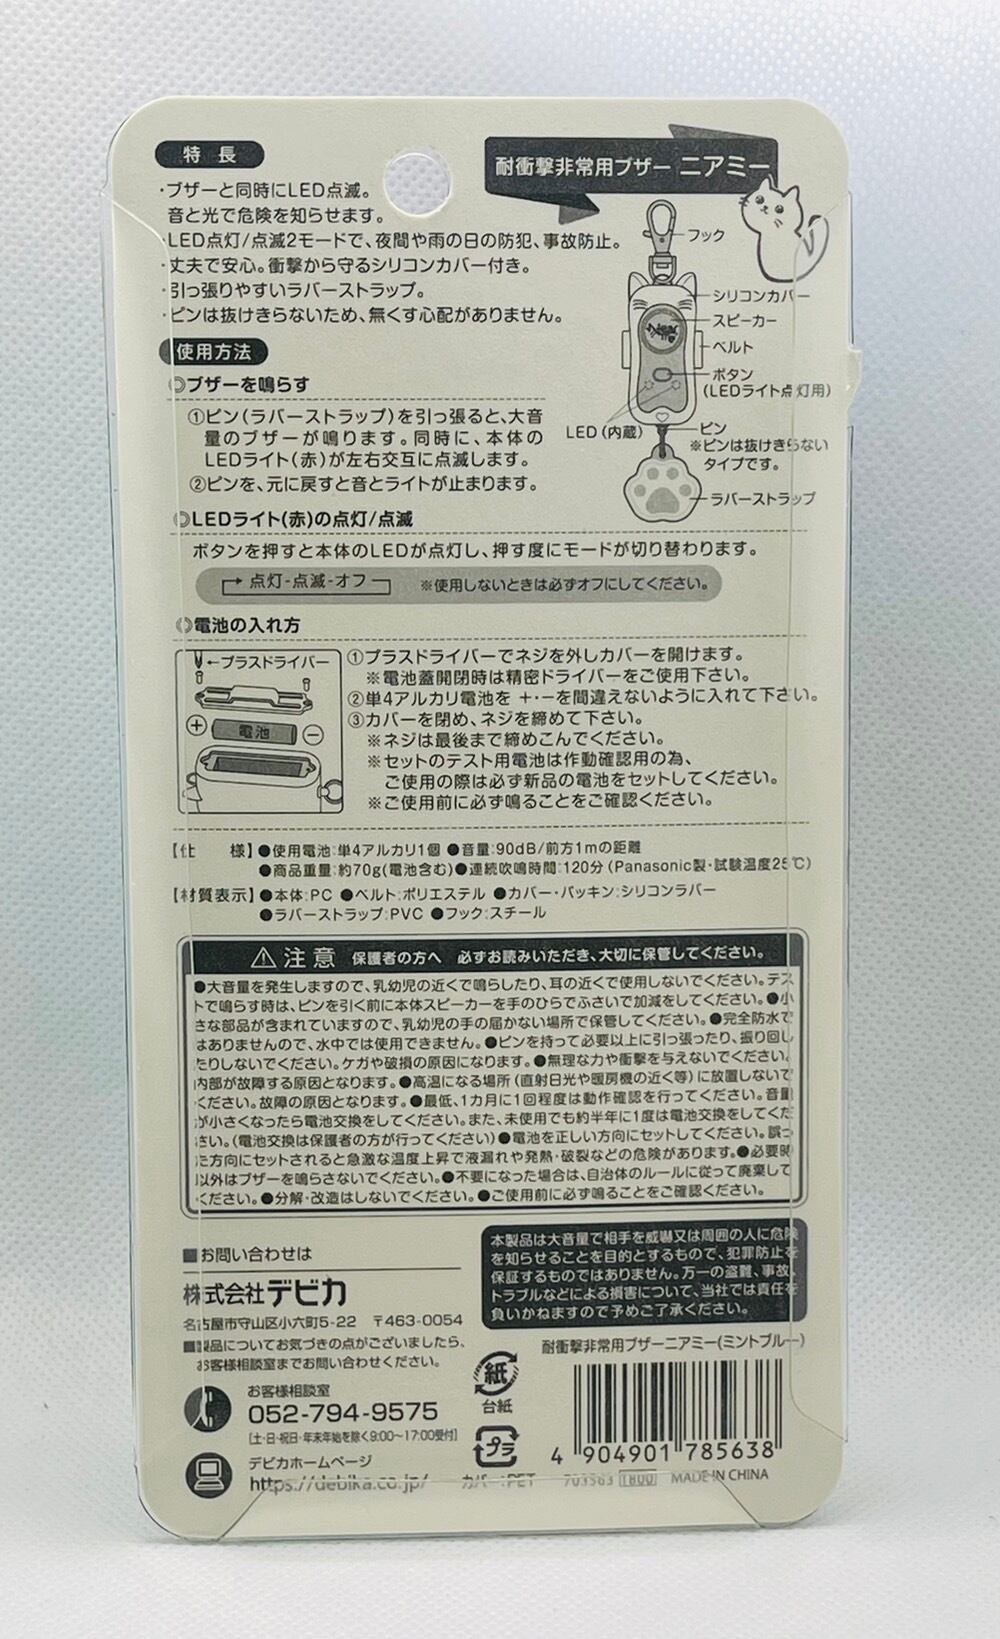 特長
・ブザーと同時にLED点滅。
音と光で危険を知らせます。
・LED点灯/点滅2モードで、夜間や雨の日の防犯、事故防止。
・丈夫で安心。衝撃から守るシリコンカバー付き。
・引っ張りやすいラバーストラップ。
・ピンは抜けきらないため、無くす心配がありません。
耐衝撃非常用ブザー ニアミー
フック
シリコンカバー
スピーカー
ベルト
ボタン
(LEDライト点灯用)
LED(内蔵)
ピン
※ピンは抜けきらない
タイプです。
ラバーストラップ
使用方法
◎ブザーを鳴らす
①ピン(ラバーストラップ)を引っ張ると、大音
量のブザーが鳴ります。同時に、本体の
LEDライト(赤)が左右交互に点滅します。
②ピンを、元に戻すと音とライトが止まります。
◎LEDライト(赤)の点灯/点滅
ボタンを押すと本体のLEDが点灯し、押す度にモードが切り替わります。
点灯-点滅-オフ ※使用しないときは必ずオフにしてください。
◎電池の入れ方
←プラスドライバー
+ 電池 −
①プラスドライバーでネジを外しカバーを開けます。
※電池蓋開閉時は精密ドライバーをご使用下さい。
②単4アルカリ電池を +・−を間違えないように入れて下さい。
③カバーを閉め、ネジを締めて下さい。
※ネジは最後まで締めこんでください。
※セットのテスト用電池は作動確認用の為、
ご使用の際は必ず新品の電池をセットしてください。
※ご使用前に必ず鳴ることをご確認ください。
【仕 様】●使用電池:単4アルカリ1個 ●音量:90dB/前方1mの距離
●商品重量:約70g(電池含む)●連続吹鳴時間:120分(Panasonic製・試験温度25℃)
【材質表示】●本体:PC ●ベルト:ポリエステル ●カバー・パッキン:シリコンラバー
●ラバーストラップ:PVC ●フック:スチール
⚠注意 保護者の方へ 必ずお読みいただき、大切に保管してください。
●大音量を発生しますので、乳幼児の近くで鳴らしたり、耳の近くで使用しないでください。テス
トで鳴らす時は、ピンを引く前に本体スピーカーを手のひらでふさいで加減をしてください。●小
さな部品が含まれていますので、乳幼児の手の届かない場所で保管してください。●完全防水で
はありませんので、水中では使用できません。●ピンを持って必要以上に引っ張ったり、振り回し
たりしないでください。ケガや破損の原因になります。●無理な力や衝撃を与えないでください。
内部が故障する原因となります。●高温になる場所(直射日光や暖房機の近く等)に放置しないで
ください。故障の原因となります。●最低、1カ月に1回程度は動作確認を行ってください。音量
が小さくなったら電池交換をしてください。また、未使用でも約半年に1度は電池交換をしてくだ
さい。(電池交換は保護者の方が行ってください)●電池を正しい方向にセットしてください。誤っ
た方向にセットされると急激な温度上昇で液漏れや発熱・破裂などの危険があります。●必要時
以外はブザーを鳴らさないでください。●不要になった場合は、自治体のルールに従って廃棄して
ください。●分解・改造はしないでください。●ご使用前に必ず鳴ることをご確認ください。
■お問い合わせは
株式会社デビカ
名古屋市守山区小六町5-22 〒463-0054
■製品についてお気づきの点がございましたら、
お客様相談室までお問い合わせください。
お客様相談室
052-794-9575
[土・日・祝日・年末年始を除く9:00〜17:00受付]
デビカホームページ
https://debika.co.jp/
本製品は大音量で相手を威嚇又は周囲の人に危険
を知らせることを目的とするもので、犯罪防止を
保証するものではありません。万一の盗難、事故、
トラブルなどによる損害について、当社では責任を
負いかねますので予めご了承ください。
耐衝撃非常用ブザーニアミー(ミントブルー)
紙
台紙
プラ
カバー:PET
4 904901 785638
703563 1800 MADE IN CHINA